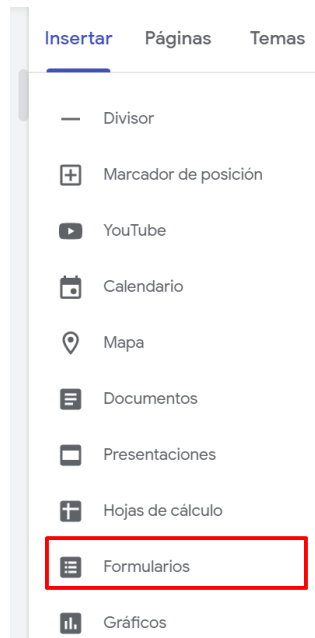 Insertar Páginas Temas
Divisor
Marcador de posición
YouTube
Calendario
Mapa
Documentos
Presentaciones
Hojas de cálculo
Formularios
Gráficos